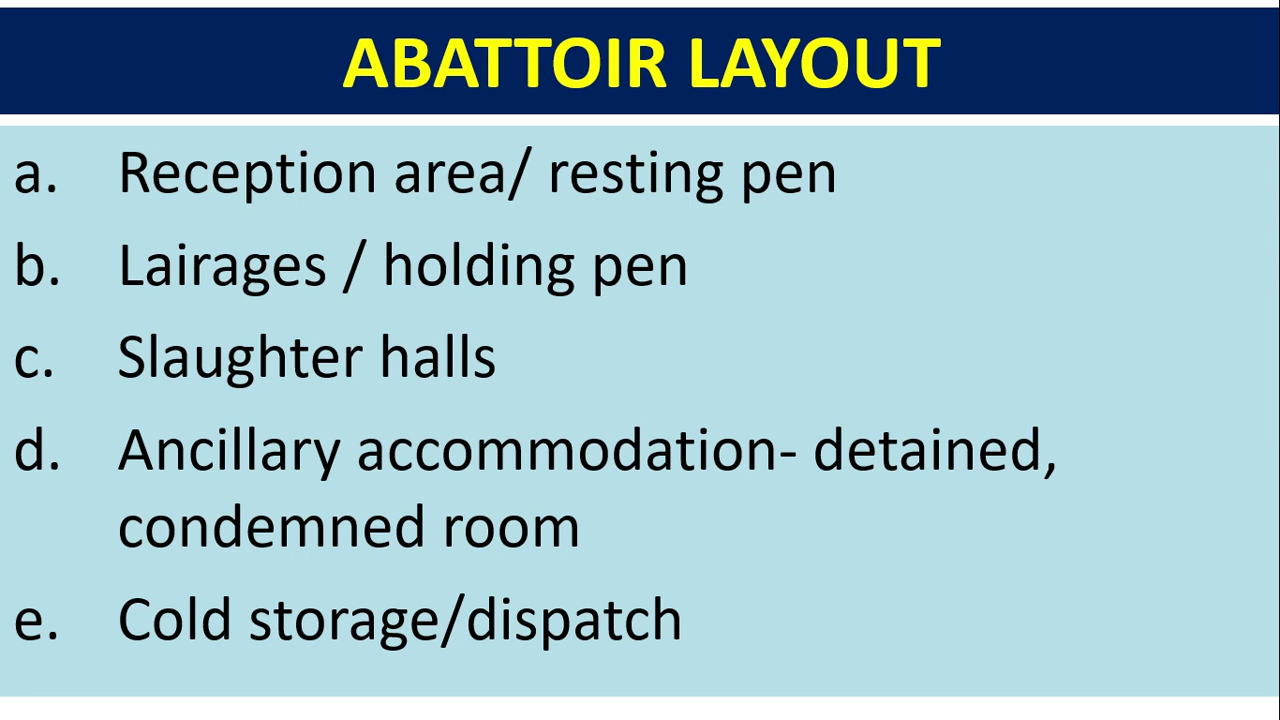 ABATTOIR LAYOUT
a. Reception area/ resting pen
b. Lairages / holding pen
c. Slaughter halls
d. Ancillary accommodation- detained,
condemned room
e. Cold storage/dispatch